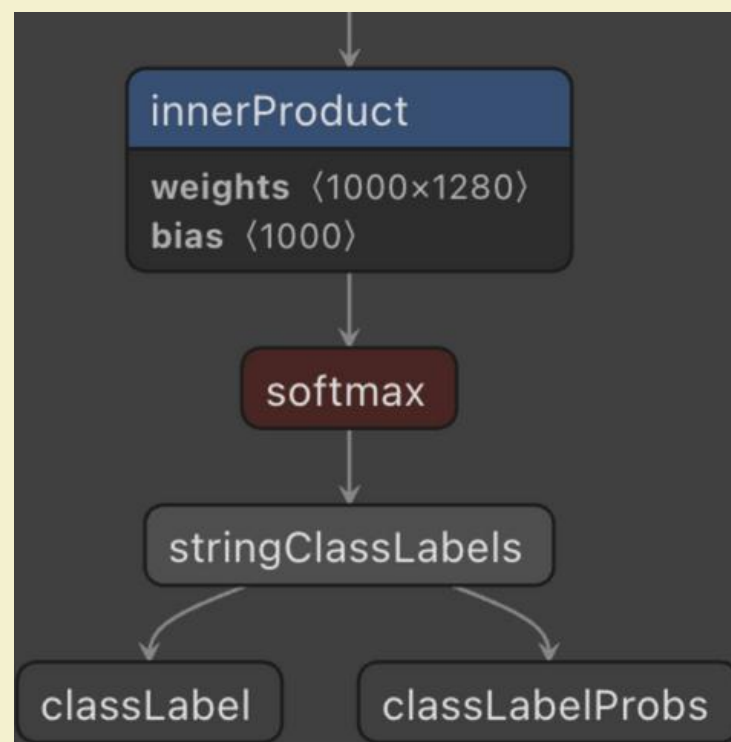 innerProduct
weights ⟨1000×1280⟩
bias ⟨1000⟩
softmax
stringClassLabels
classLabel
classLabelProbs